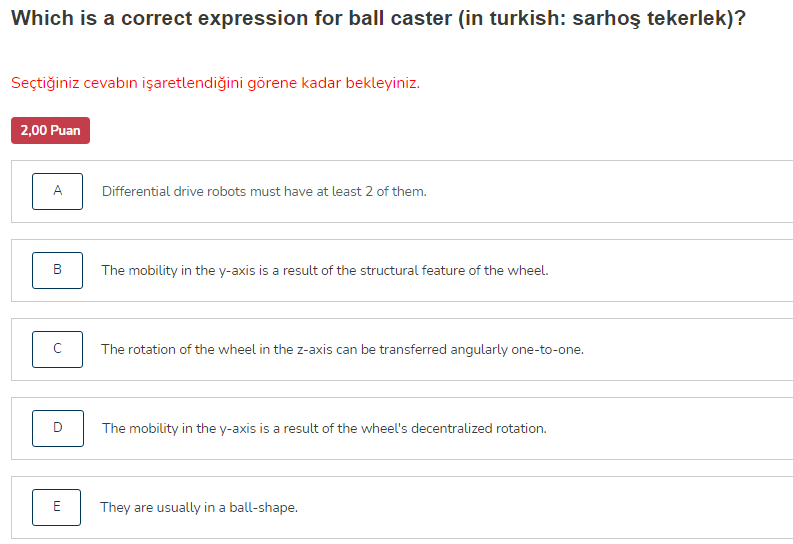 Which is a correct expression for ball caster (in turkish: sarhoş tekerlek)?
Seçtiğiniz cevabın işaretlendiğini görene kadar bekleyiniz.
2,00 Puan
A Differential drive robots must have at least 2 of them.
B The mobility in the y-axis is a result of the structural feature of the wheel.
C The rotation of the wheel in the z-axis can be transferred angularly one-to-one.
D The mobility in the y-axis is a result of the wheel's decentralized rotation.
E They are usually in a ball-shape.